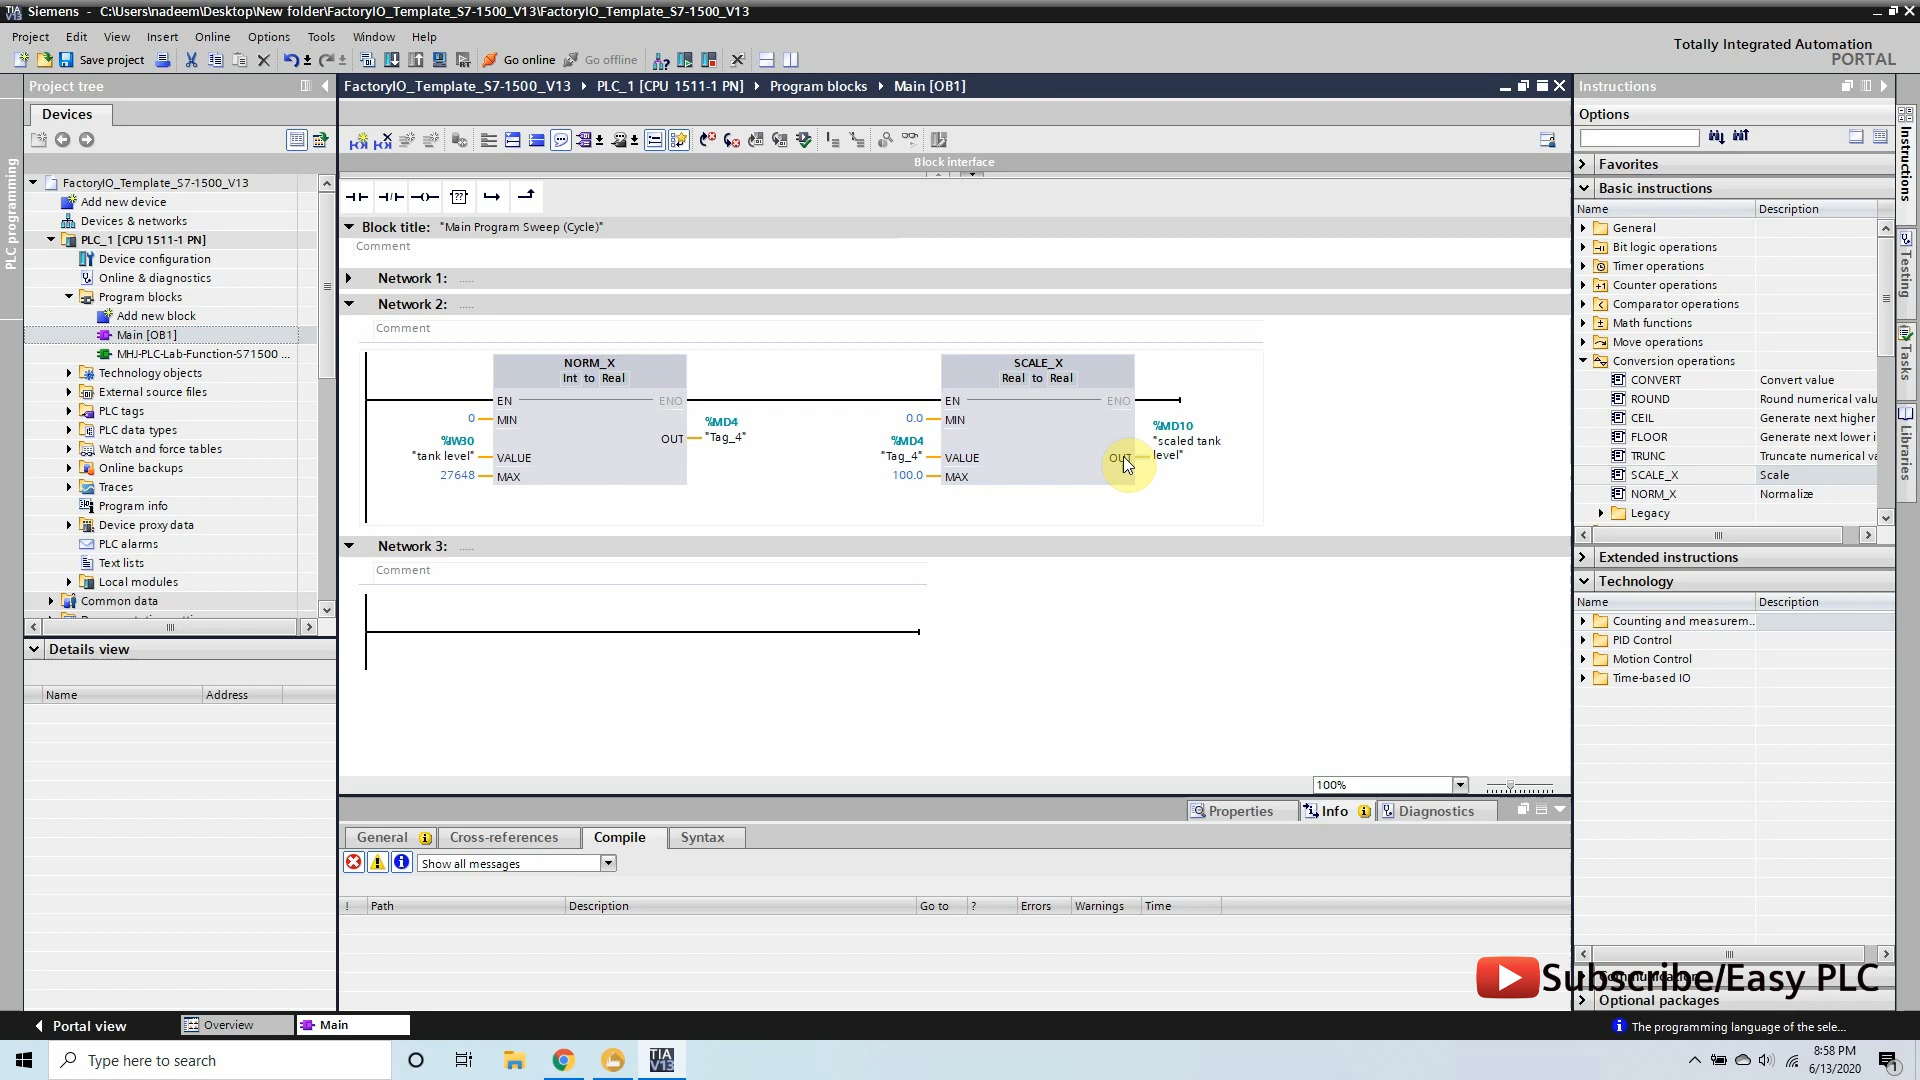 Siemens - C:\Users\nadeem\Desktop\New folder\FactoryIO_Template_S7-1500_V13\FactoryIO_Template_S7-1500_V13
Project Edit View Insert Online Options Tools Window Help
Totally Integrated Automation
PORTAL
Save project
Go online
Go offline
Project tree
FactoryIO_Template_S7-1500_V13 PLC_1 [CPU 1511-1 PN] Program blocks Main [OB1]
Instructions
Devices
Options
PLC programming
Block interface
FactoryIO_Template_S7-1500_V13
Add new device
Devices & networks
PLC_1 [CPU 1511-1 PN]
Device configuration
Online & diagnostics
Program blocks
Add new block
Main [OB1]
MHJ-PLC-Lab-Function-S71500 ...
Technology objects
External source files
PLC tags
PLC data types
Watch and force tables
Online backups
Traces
Program info
Device proxy data
PLC alarms
Text lists
Local modules
Common data
Details view
Name Address
Block title: "Main Program Sweep (Cycle)"
Comment
Network 1: .....
Network 2: .....
Comment
NORM_X
Int to Real
EN ENO
0 MIN
%MD4
"Tag_4"
OUT
%IW30
"tank level"
VALUE
27648 MAX
SCALE_X
Real to Real
EN ENO
0.0 MIN
%MD4
"Tag_4"
VALUE
100.0 MAX
OUT
%MD10
"scaled tank
level"
Network 3: .....
Comment
100%
Properties Info Diagnostics
General Cross-references Compile Syntax
Show all messages
! Path Description Go to ? Errors Warnings Time
Favorites
Basic instructions
Name Description
General
Bit logic operations
Timer operations
Counter operations
Comparator operations
Math functions
Move operations
Conversion operations
CONVERT Convert value
ROUND Round numerical valu
CEIL Generate next higher
FLOOR Generate next lower i
TRUNC Truncate numerical va
SCALE_X Scale
NORM_X Normalize
Legacy
Extended instructions
Technology
Name Description
Counting and measurem..
PID Control
Motion Control
Time-based IO
Subscribe/Easy PLC
Optional packages
Instructions
Testing
Tasks
Libraries
Portal view Overview Main
The programming language of the sele...
Type here to search
TIA
V13
8:58 PM
6/13/2020
1